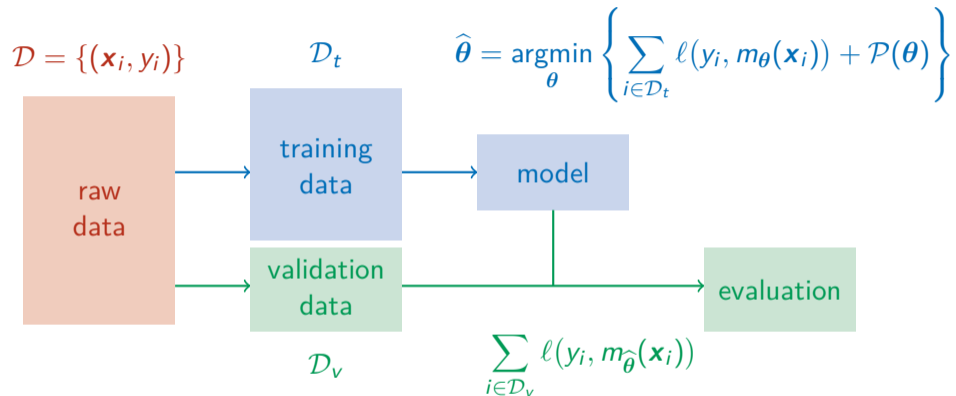 𝒟 = {(𝒙ᵢ, yᵢ)}
𝒟ₜ
θ̂ = argmin_θ { ∑_{i∈𝒟ₜ} ℓ(yᵢ, m_θ(𝒙ᵢ)) + 𝒫(θ) }
raw
data
training
data
model
validation
data
evaluation
𝒟ᵥ
∑_{i∈𝒟ᵥ} ℓ(yᵢ, m_θ̂(𝒙ᵢ))